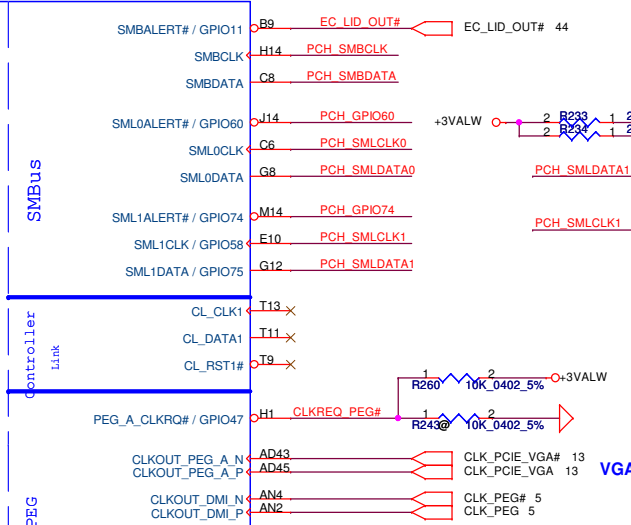 SMBus
SMBALERT# / GPIO11 B9 EC_LID_OUT# EC_LID_OUT# 44
SMBCLK H14 PCH_SMBCLK
SMBDATA C8 PCH_SMBDATA
SML0ALERT# / GPIO60 J14 PCH_GPIO60 +3VALW 2 R233 1 2
2 R234 1 2
SML0CLK C6 PCH_SMLCLK0
SML0DATA G8 PCH_SMLDATA0 PCH_SMLDATA1
SML1ALERT# / GPIO74 M14 PCH_GPIO74 PCH_SMLCLK1
SML1CLK / GPIO58 E10 PCH_SMLCLK1
SML1DATA / GPIO75 G12 PCH_SMLDATA1
Controller
Link
CL_CLK1 T13
CL_DATA1 T11
CL_RST1# T9
1 2 +3VALW
R260 10K_0402_5%
PEG_A_CLKRQ# / GPIO47 H1 CLKREQ_PEG# 1 2
R243@ 10K_0402_5%
PEG
CLKOUT_PEG_A_N AD43 CLK_PCIE_VGA# 13
CLKOUT_PEG_A_P AD45 CLK_PCIE_VGA 13 VGA
CLKOUT_DMI_N AN4 CLK_PEG# 5
CLKOUT_DMI_P AN2 CLK_PEG 5